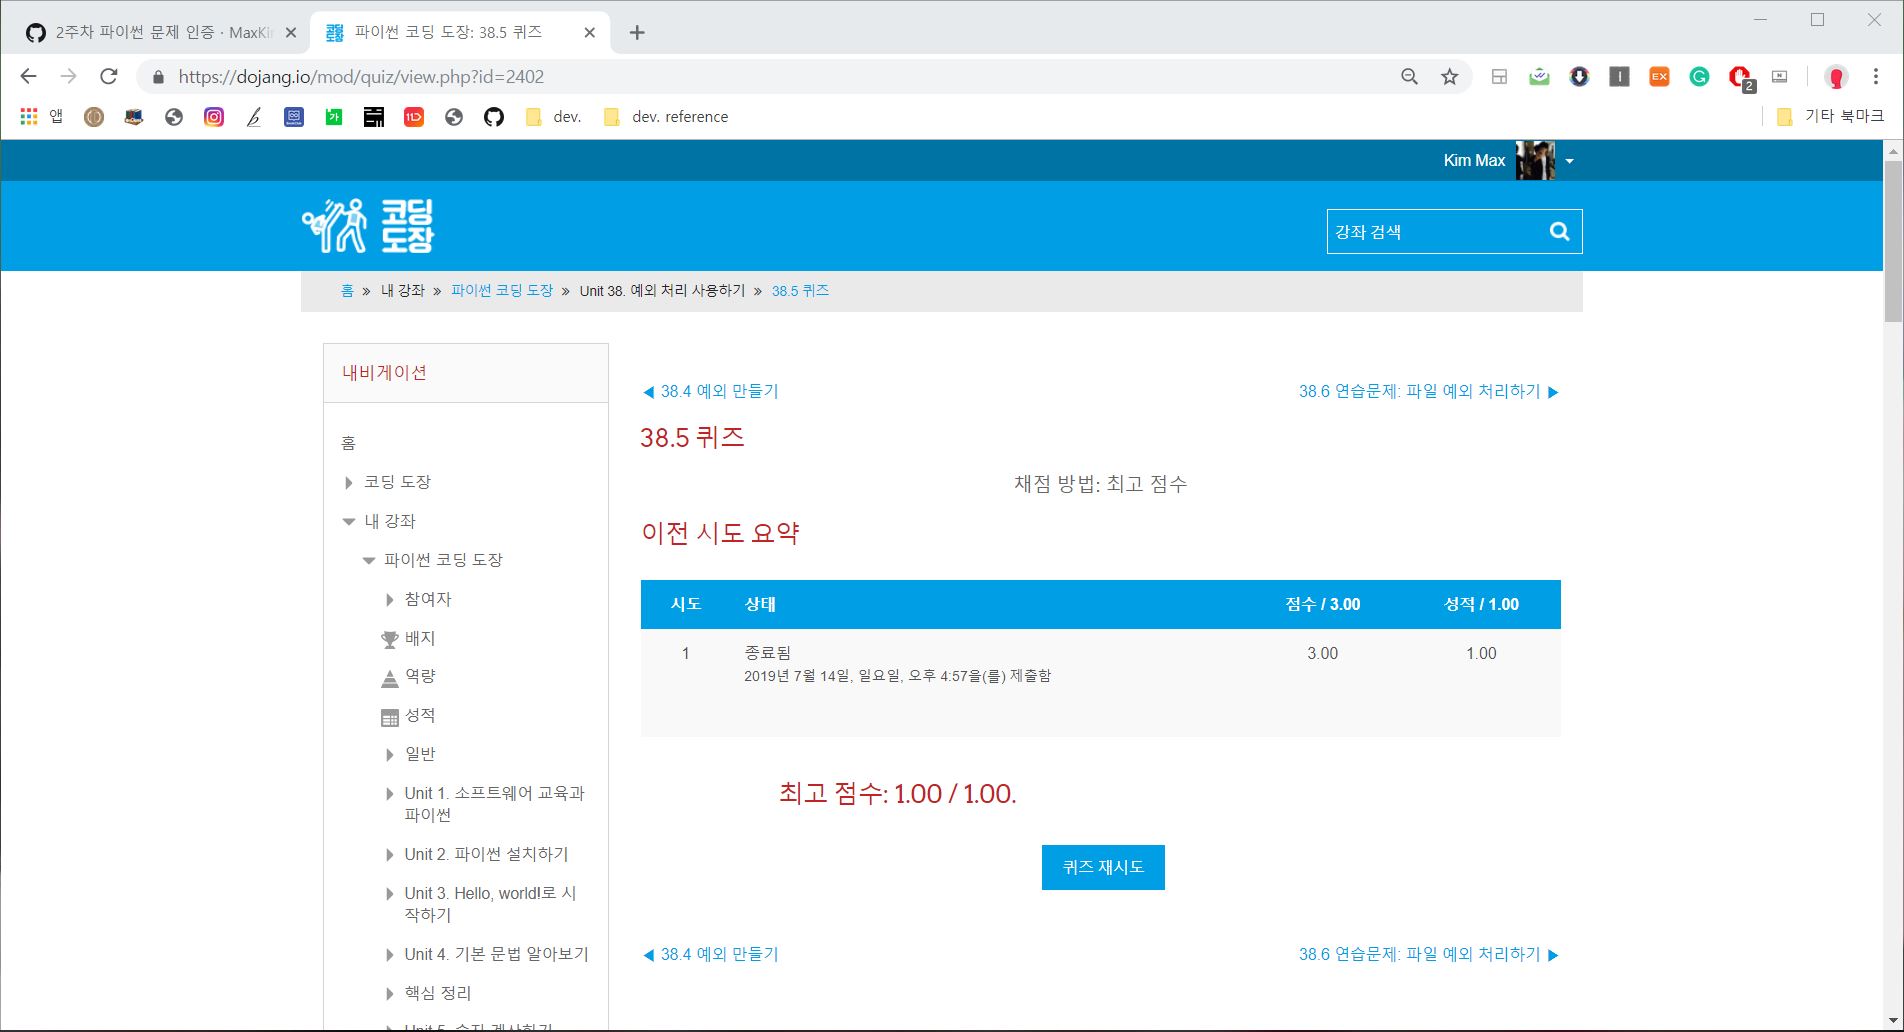 2주차 파이썬 문제 인증 · MaxKi
파이썬 코딩 도장: 38.5 퀴즈
https://dojang.io/mod/quiz/view.php?id=2402
EX
2
앱
가
dev.
dev. reference
기타 북마크
Kim Max
코딩
도장
강좌 검색
홈 » 내 강좌 » 파이썬 코딩 도장 » Unit 38. 예외 처리 사용하기 » 38.5 퀴즈
내비게이션
홈
코딩 도장
내 강좌
파이썬 코딩 도장
참여자
배지
역량
성적
일반
Unit 1. 소프트웨어 교육과
파이썬
Unit 2. 파이썬 설치하기
Unit 3. Hello, world!로 시
작하기
Unit 4. 기본 문법 알아보기
핵심 정리
Unit 5. 숫자 계산하기
◀ 38.4 예외 만들기
38.6 연습문제: 파일 예외 처리하기 ▶
38.5 퀴즈
채점 방법: 최고 점수
이전 시도 요약
시도 상태 점수 / 3.00 성적 / 1.00
1 종료됨 3.00 1.00
2019년 7월 14일, 일요일, 오후 4:57을(를) 제출함
최고 점수: 1.00 / 1.00.
퀴즈 재시도
◀ 38.4 예외 만들기
38.6 연습문제: 파일 예외 처리하기 ▶